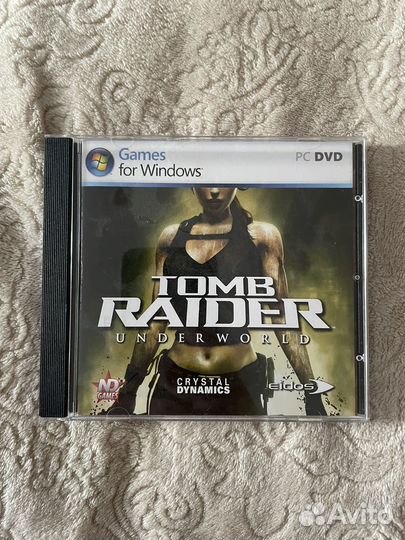 Games
for Windows
PC DVD
TOMB
RAIDER
UNDERWORLD
ND
GAMES
CRYSTAL
DYNAMICS
eidos
Avito